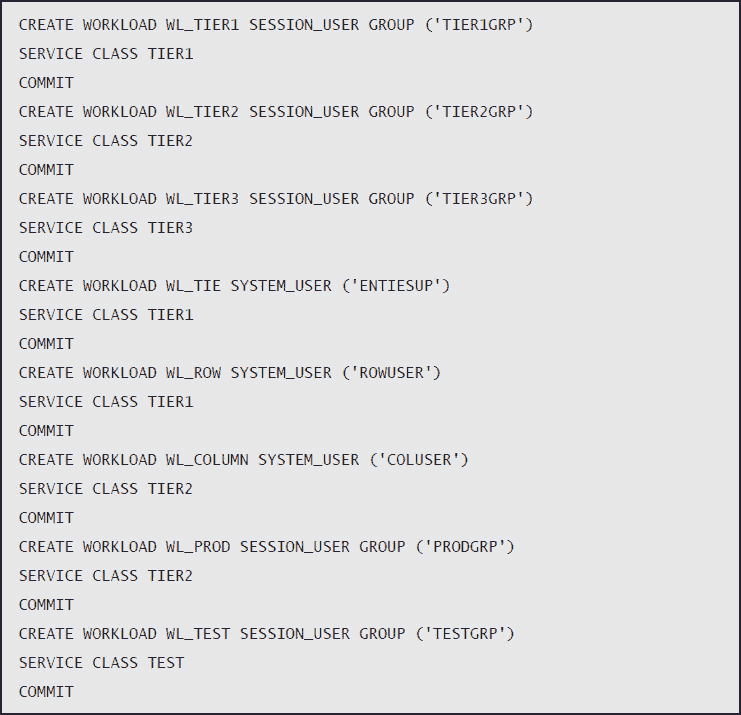 CREATE WORKLOAD WL_TIER1 SESSION_USER GROUP ('TIER1GRP')
SERVICE CLASS TIER1
COMMIT
CREATE WORKLOAD WL_TIER2 SESSION_USER GROUP ('TIER2GRP')
SERVICE CLASS TIER2
COMMIT
CREATE WORKLOAD WL_TIER3 SESSION_USER GROUP ('TIER3GRP')
SERVICE CLASS TIER3
COMMIT
CREATE WORKLOAD WL_TIE SYSTEM_USER ('ENTIESUP')
SERVICE CLASS TIER1
COMMIT
CREATE WORKLOAD WL_ROW SYSTEM_USER ('ROWUSER')
SERVICE CLASS TIER1
COMMIT
CREATE WORKLOAD WL_COLUMN SYSTEM_USER ('COLUSER')
SERVICE CLASS TIER2
COMMIT
CREATE WORKLOAD WL_PROD SESSION_USER GROUP ('PRODGRP')
SERVICE CLASS TIER2
COMMIT
CREATE WORKLOAD WL_TEST SESSION_USER GROUP ('TESTGRP')
SERVICE CLASS TEST
COMMIT